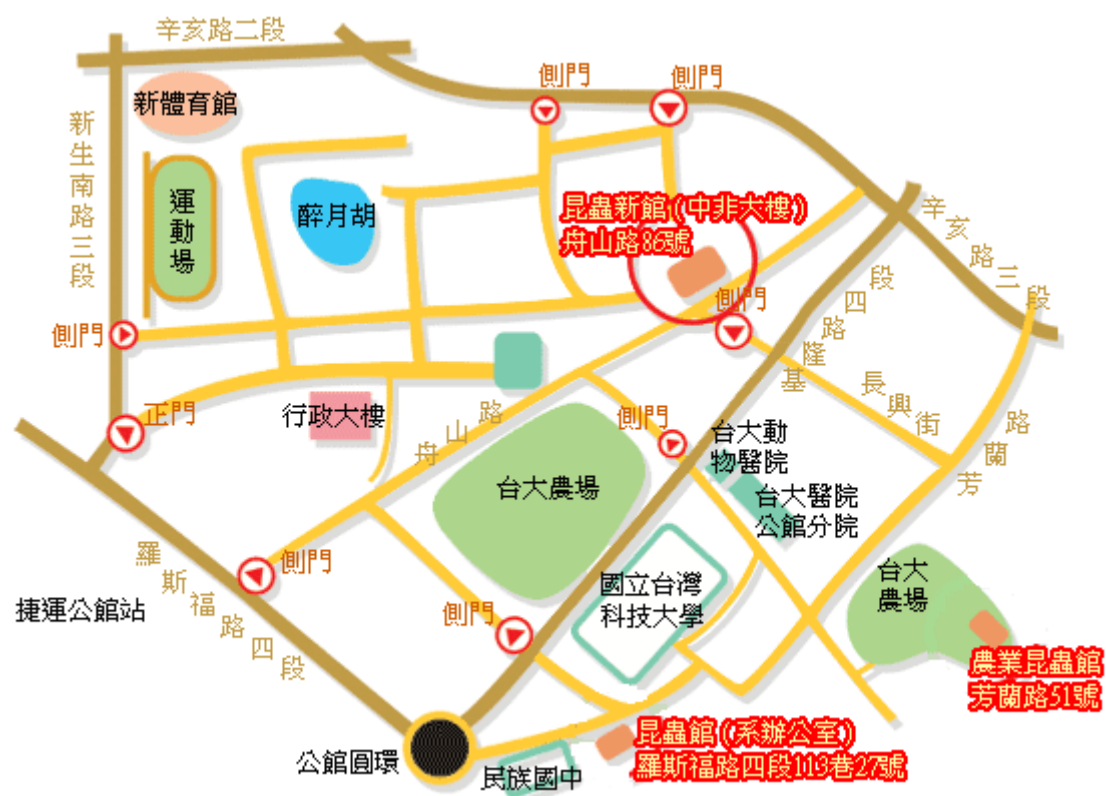 辛亥路二段
側門
側門
新體育館
新生南路三段
運動場
醉月胡
昆蟲新館(中非大樓)
舟山路86號
辛亥路三段
側門
側門
基隆路四段
長興街
芳蘭路
正門
行政大樓
舟山路
側門
台大動
物醫院
台大農場
台大醫院
公館分院
側門
羅斯福路四段
捷運公館站
國立台灣
科技大學
台大
農場
側門
農業昆蟲館
芳蘭路51號
昆蟲館(系辦公室)
羅斯福路四段113巷27號
公館圓環
民族國中